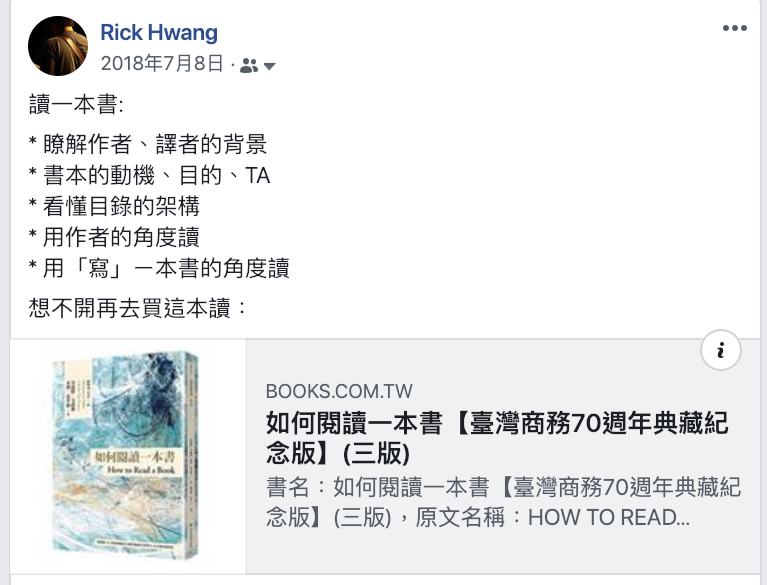 Rick Hwang
2018年7月8日 ·
讀一本書:
* 瞭解作者、譯者的背景
* 書本的動機、目的、TA
* 看懂目錄的架構
* 用作者的角度讀
* 用「寫」一本書的角度讀
想不開再去買這本讀：
i
如何閱讀一本書
How to Read a Book
BOOKS.COM.TW
如何閱讀一本書【臺灣商務70週年典藏紀
念版】(三版)
書名：如何閱讀一本書【臺灣商務70週年典藏紀
念版】(三版)，原文名稱：HOW TO READ...